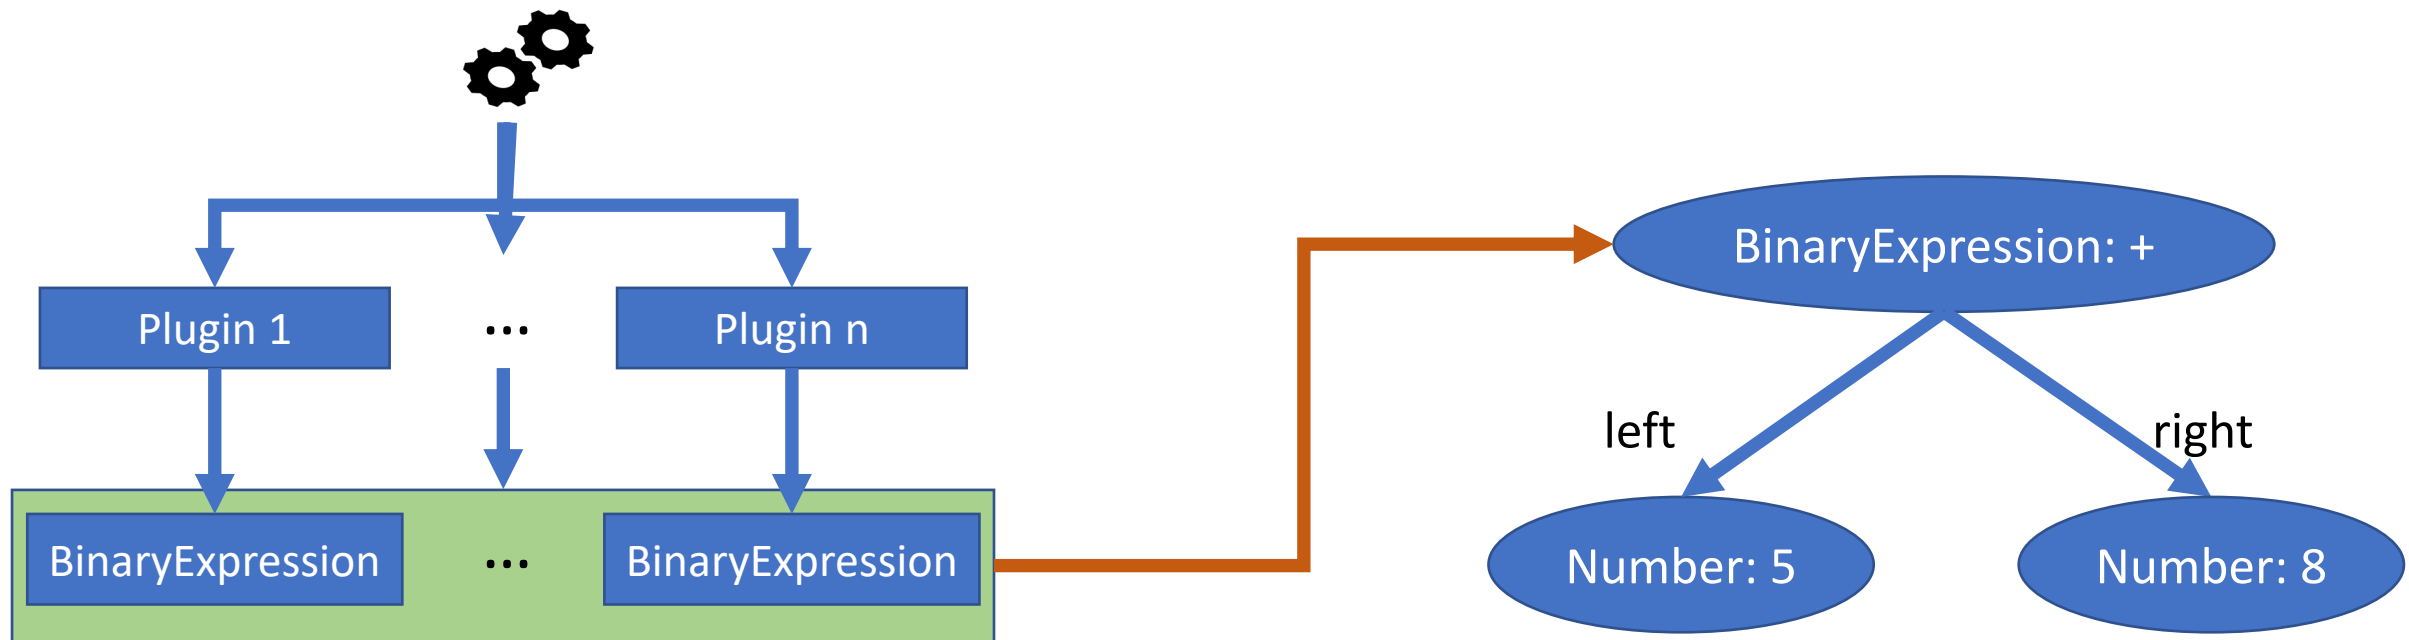 Plugin 1
...
Plugin n
BinaryExpression
...
BinaryExpression
BinaryExpression: +
left
right
Number: 5
Number: 8